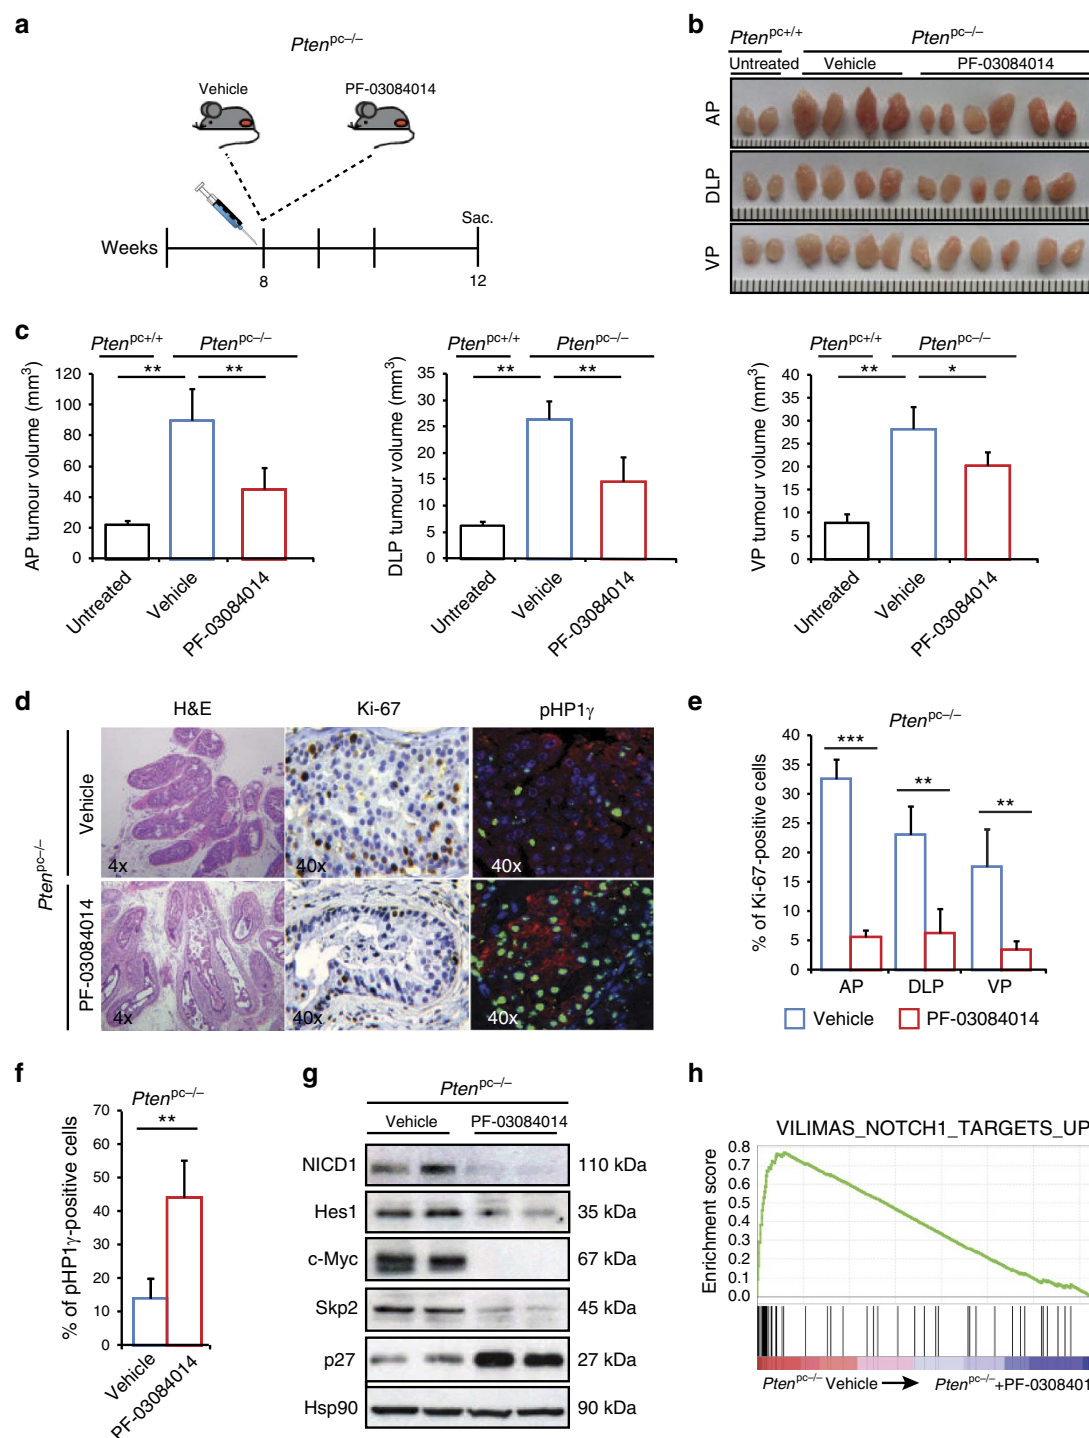 a
Pten^pc–/–
Vehicle
PF-03084014
Weeks
8
Sac.
12
b
Pten^pc+/+
Pten^pc–/–
Untreated
Vehicle
PF-03084014
AP
DLP
VP
c
Pten^pc+/+ Pten^pc–/–
** **
AP tumour volume (mm³)
120
100
80
60
40
20
0
Untreated
Vehicle
PF-03084014
Pten^pc+/+ Pten^pc–/–
** **
DLP tumour volume (mm³)
35
30
25
20
15
10
5
0
Untreated
Vehicle
PF-03084014
Pten^pc+/+ Pten^pc–/–
** *
VP tumour volume (mm³)
40
35
30
25
20
15
10
5
0
Untreated
Vehicle
PF-03084014
d
H&E Ki-67 pHP1γ
Pten^pc–/–
Vehicle
4x 40x 40x
PF-03084014
4x 40x 40x
e
Pten^pc–/–
% of Ki-67-positive cells
40
35
30
25
20
15
10
5
0
***
**
**
AP DLP VP
Vehicle PF-03084014
f
Pten^pc–/–
% of pHP1γ-positive cells
70
60
50
40
30
20
10
0
**
Vehicle
PF-03084014
g
Pten^pc–/–
Vehicle PF-03084014
NICD1 110 kDa
Hes1 35 kDa
c-Myc 67 kDa
Skp2 45 kDa
p27 27 kDa
Hsp90 90 kDa
h
VILIMAS_NOTCH1_TARGETS_UP
Enrichment score
0.8
0.7
0.6
0.5
0.4
0.3
0.2
0.1
0.0
Pten^pc–/– Vehicle Pten^pc–/–+PF-0308401